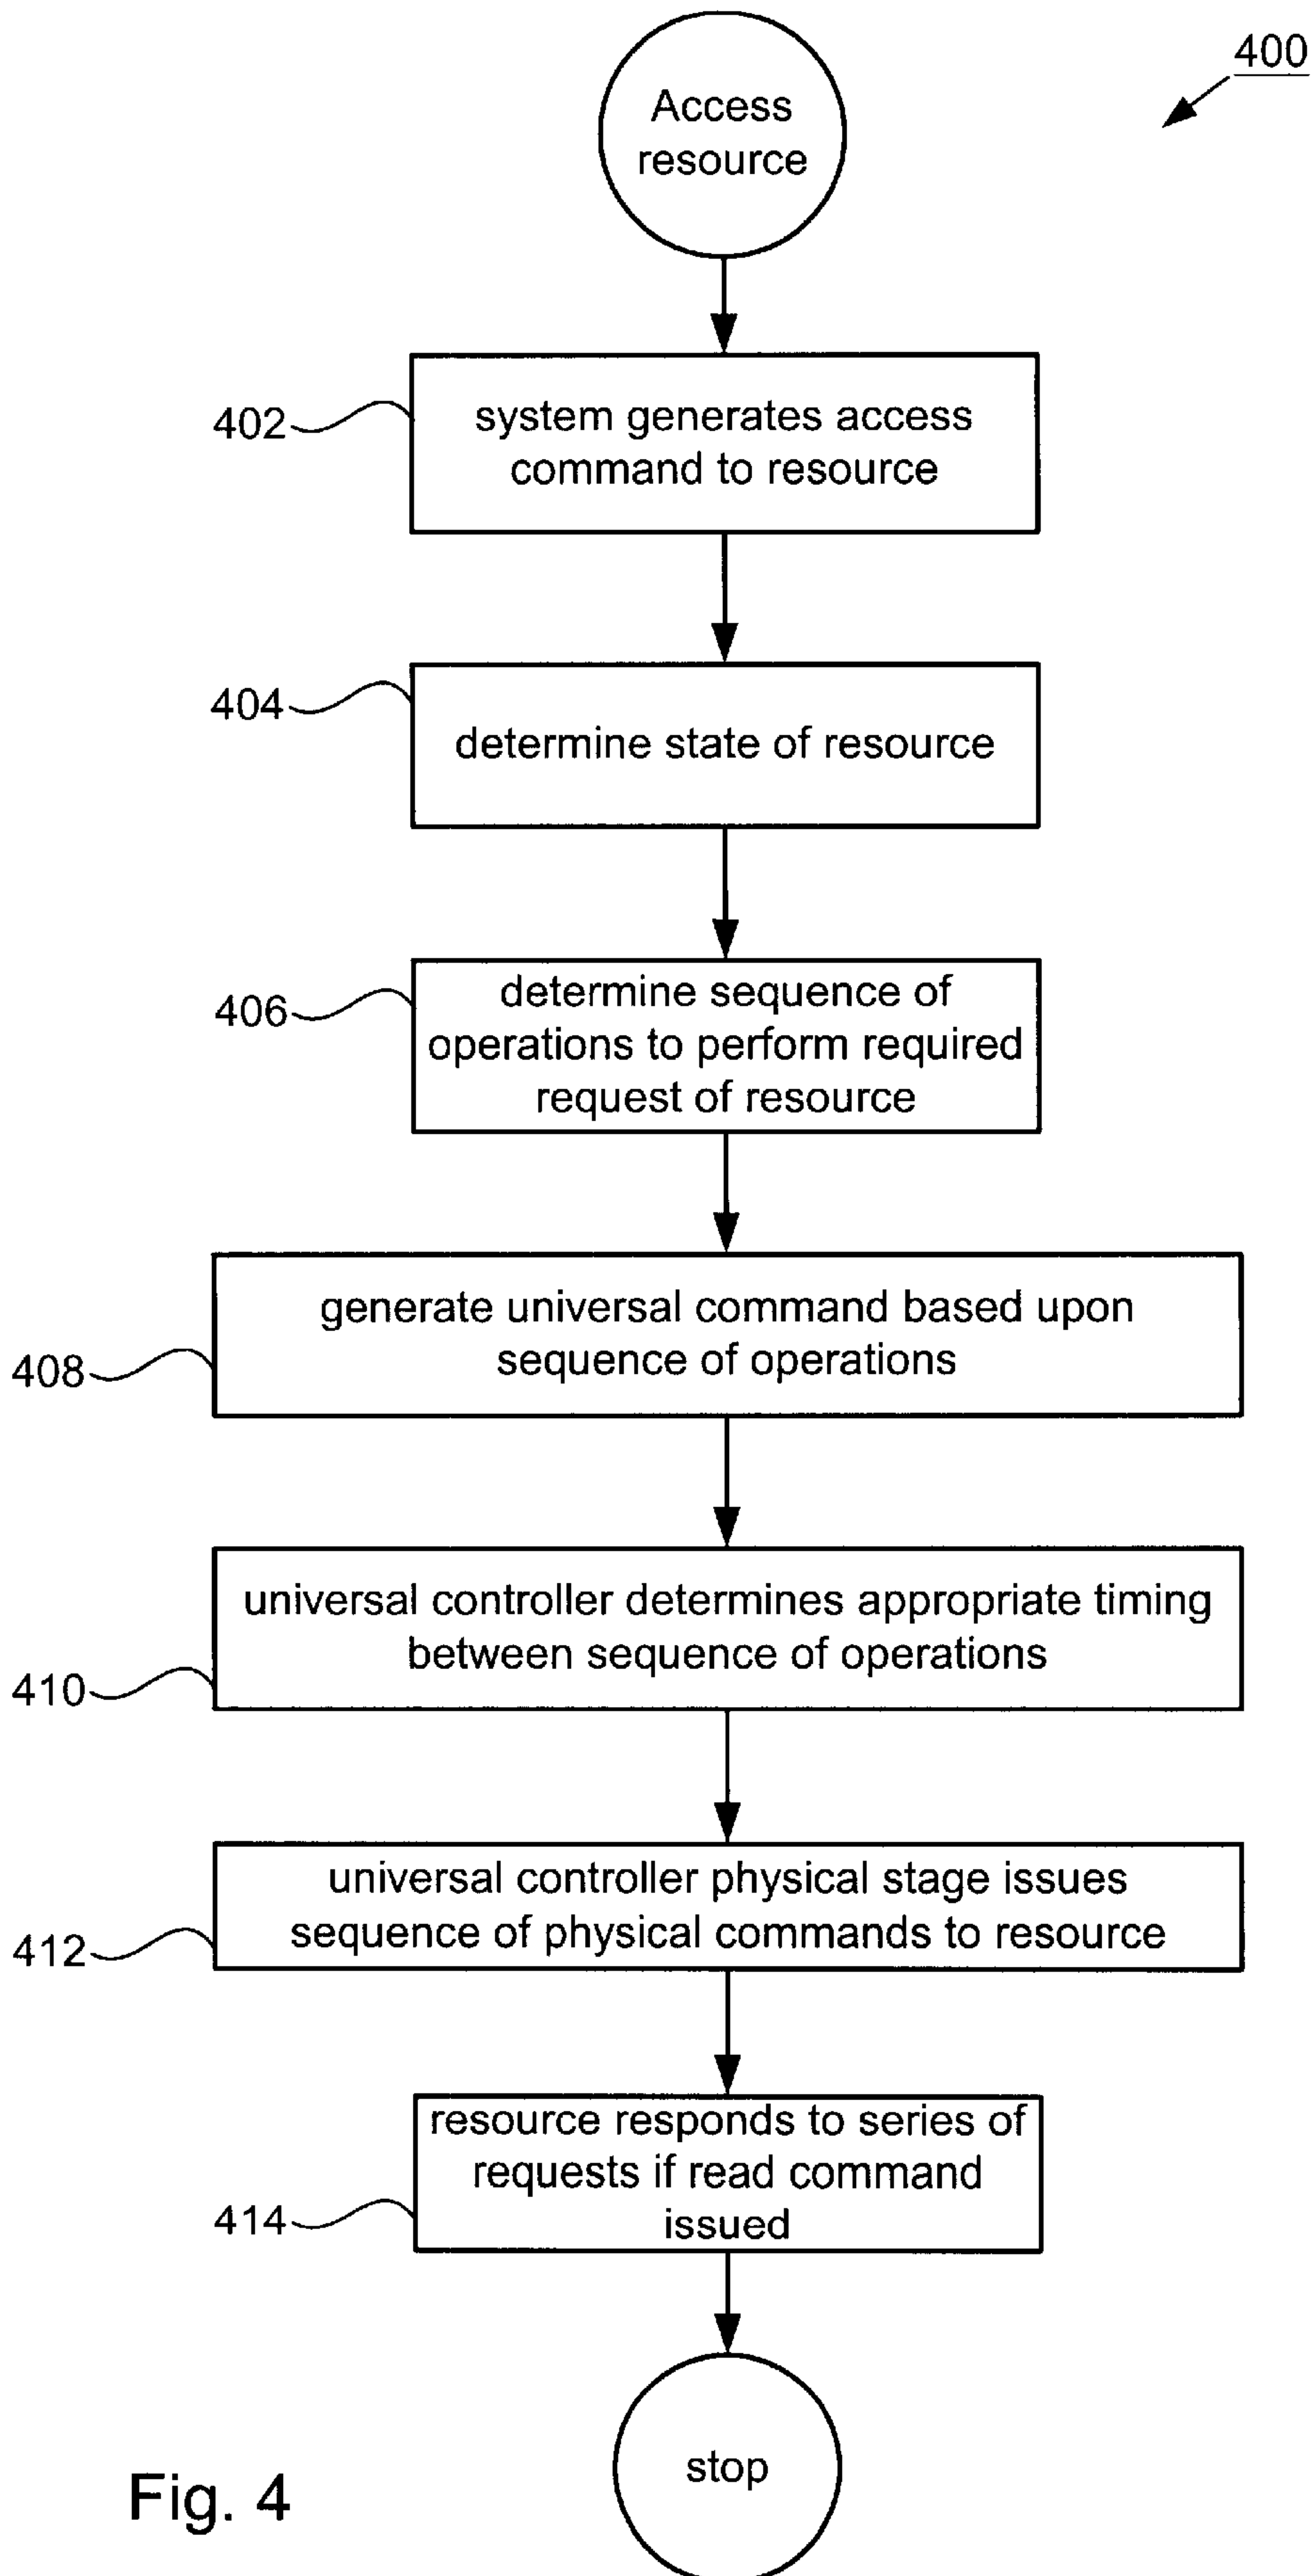 400
Access
resource
402
system generates access
command to resource
404
determine state of resource
406
determine sequence of
operations to perform required
request of resource
408
generate universal command based upon
sequence of operations
410
universal controller determines appropriate timing
between sequence of operations
412
universal controller physical stage issues
sequence of physical commands to resource
414
resource responds to series of
requests if read command
issued
stop
Fig. 4